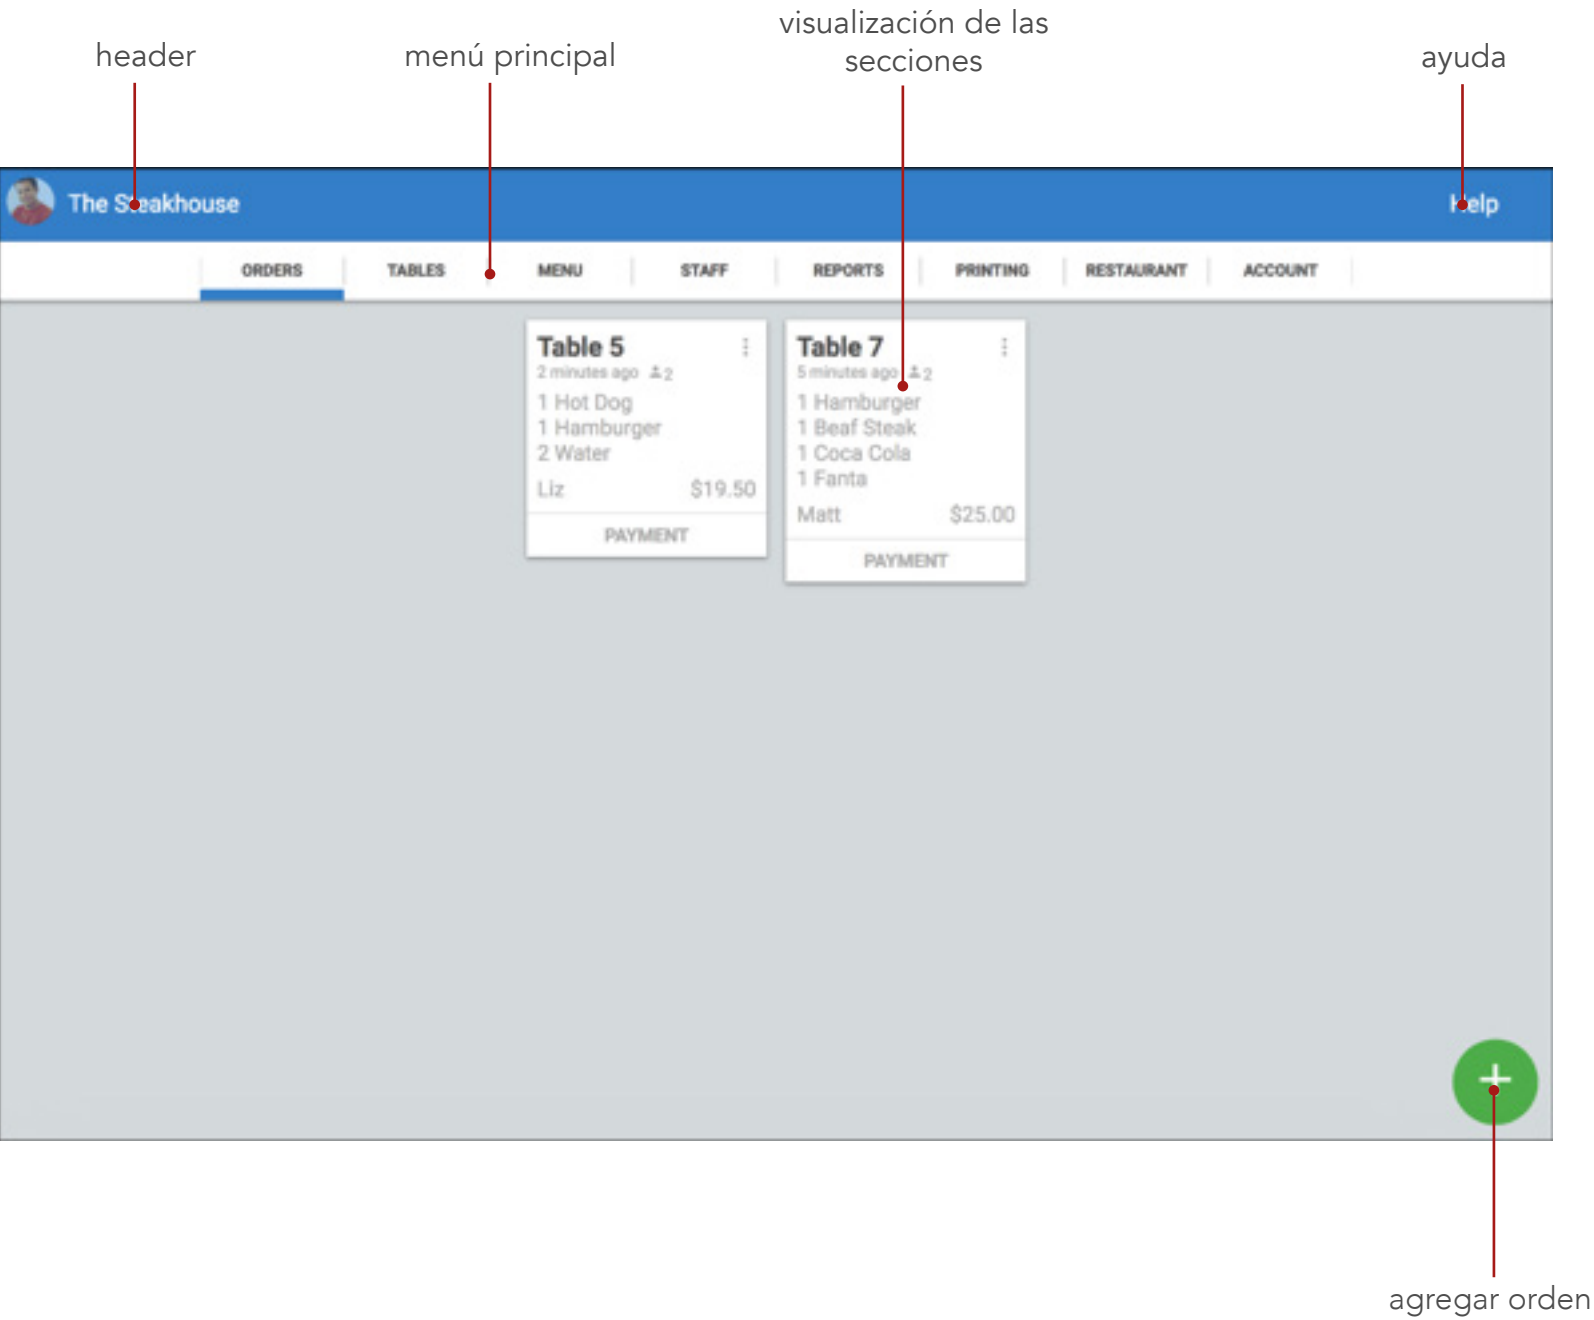 visualización de las
secciones
header
menú principal
ayuda
The Steakhouse
Help
ORDERS
TABLES
MENU
STAFF
REPORTS
PRINTING
RESTAURANT
ACCOUNT
Table 5
2 minutes ago 2
1 Hot Dog
1 Hamburger
2 Water
Liz $19.50
PAYMENT
Table 7
5 minutes ago 2
1 Hamburger
1 Beaf Steak
1 Coca Cola
1 Fanta
Matt $25.00
PAYMENT
+
agregar orden